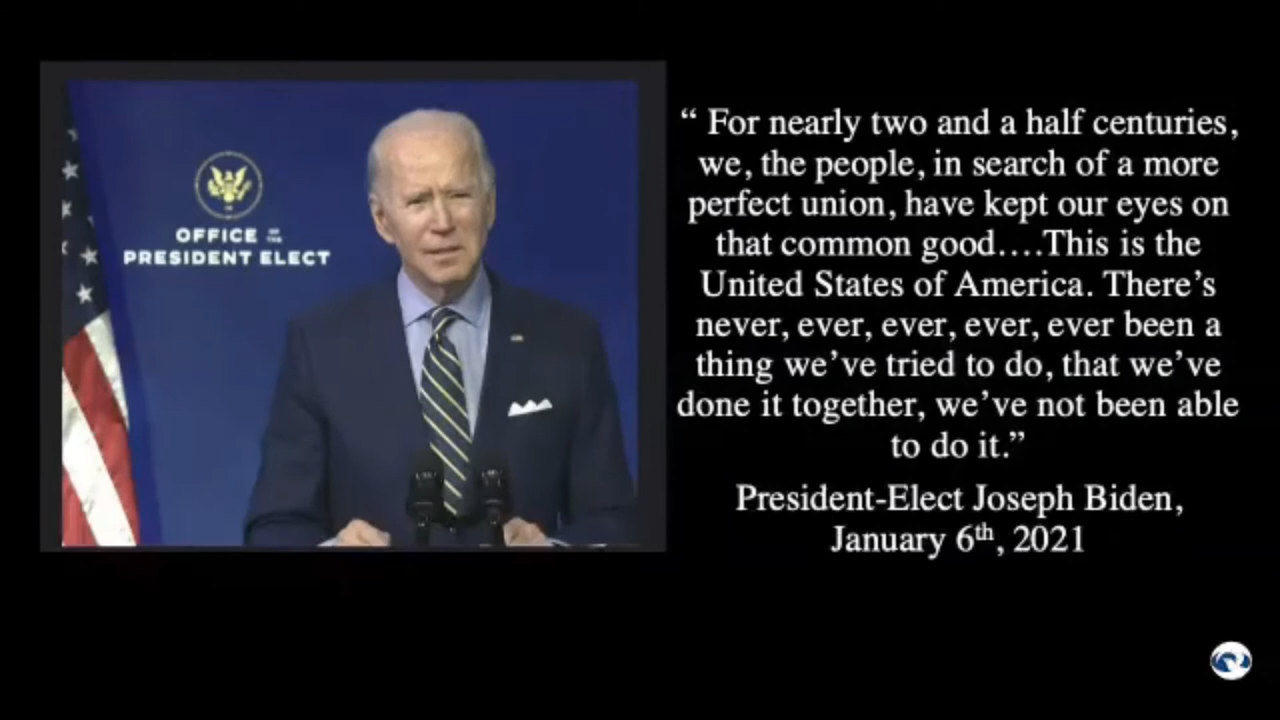 OFFICE OF THE
PRESIDENT ELECT
“ For nearly two and a half centuries,
we, the people, in search of a more
perfect union, have kept our eyes on
that common good….This is the
United States of America. There’s
never, ever, ever, ever, ever been a
thing we’ve tried to do, that we’ve
done it together, we’ve not been able
to do it.”
President-Elect Joseph Biden,
January 6th, 2021